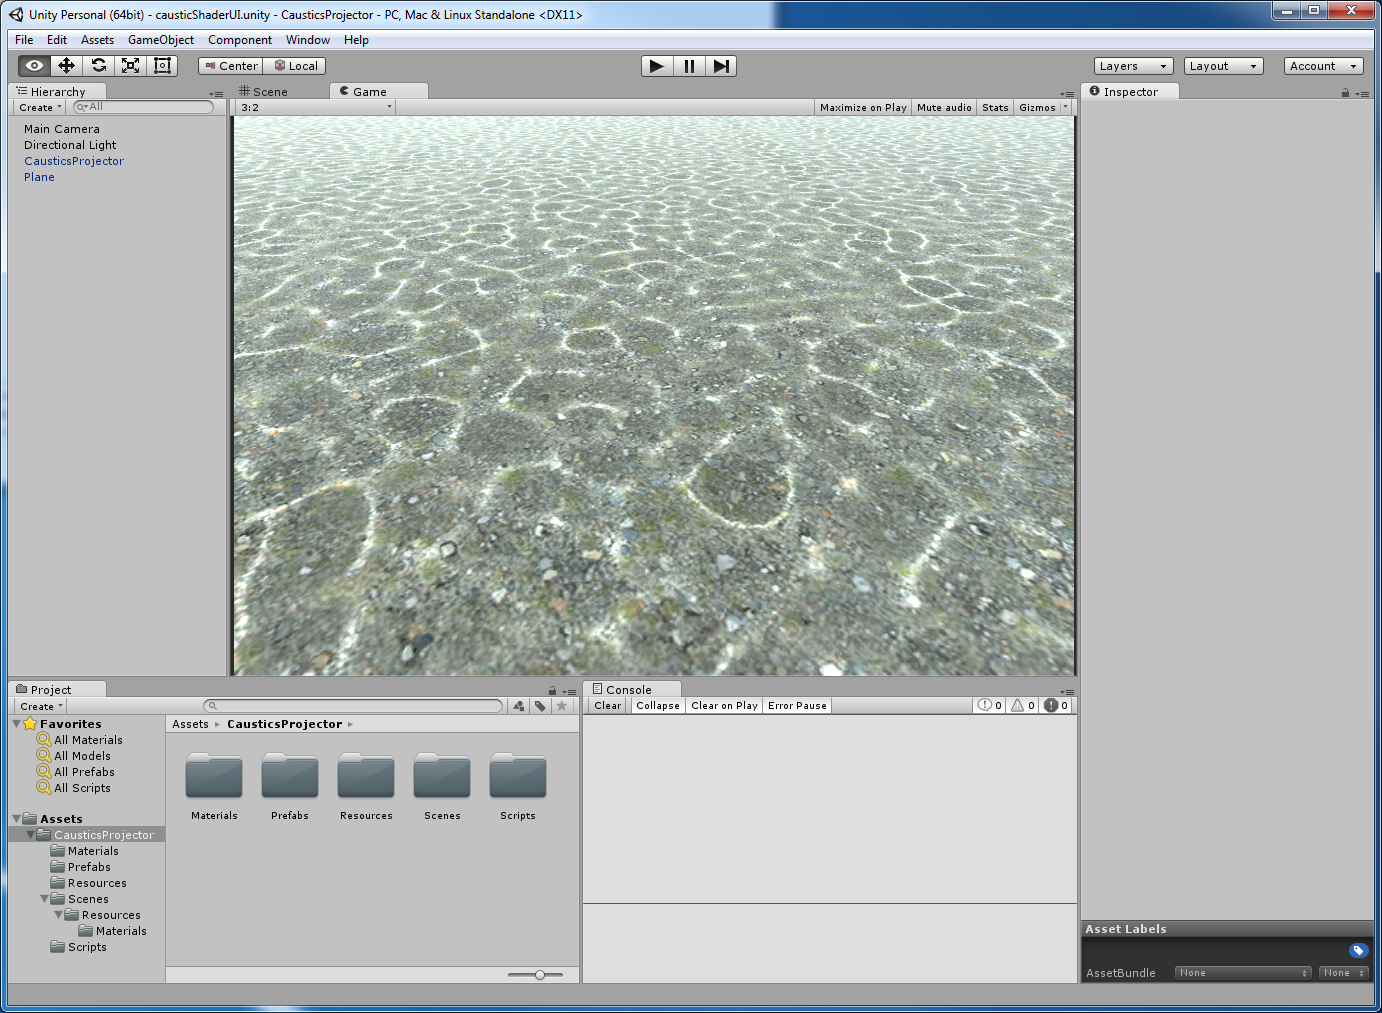 Unity Personal (64bit) - causticShaderUI.unity - CausticsProjector - PC, Mac & Linux Standalone <DX11>
File Edit Assets GameObject Component Window Help
Center Local Layers Layout Account
Hierarchy Scene Game Inspector
Create All 3:2 Maximize on Play Mute audio Stats Gizmos
Main Camera
Directional Light
CausticsProjector
Plane
Project Console
Create Clear Collapse Clear on Play Error Pause 0 0 0
Favorites Assets CausticsProjector
All Materials
All Models
All Prefabs
All Scripts
Materials Prefabs Resources Scenes Scripts
Assets
CausticsProjector
Materials
Prefabs
Resources
Scenes
Resources
Materials
Scripts
Asset Labels
AssetBundle None None